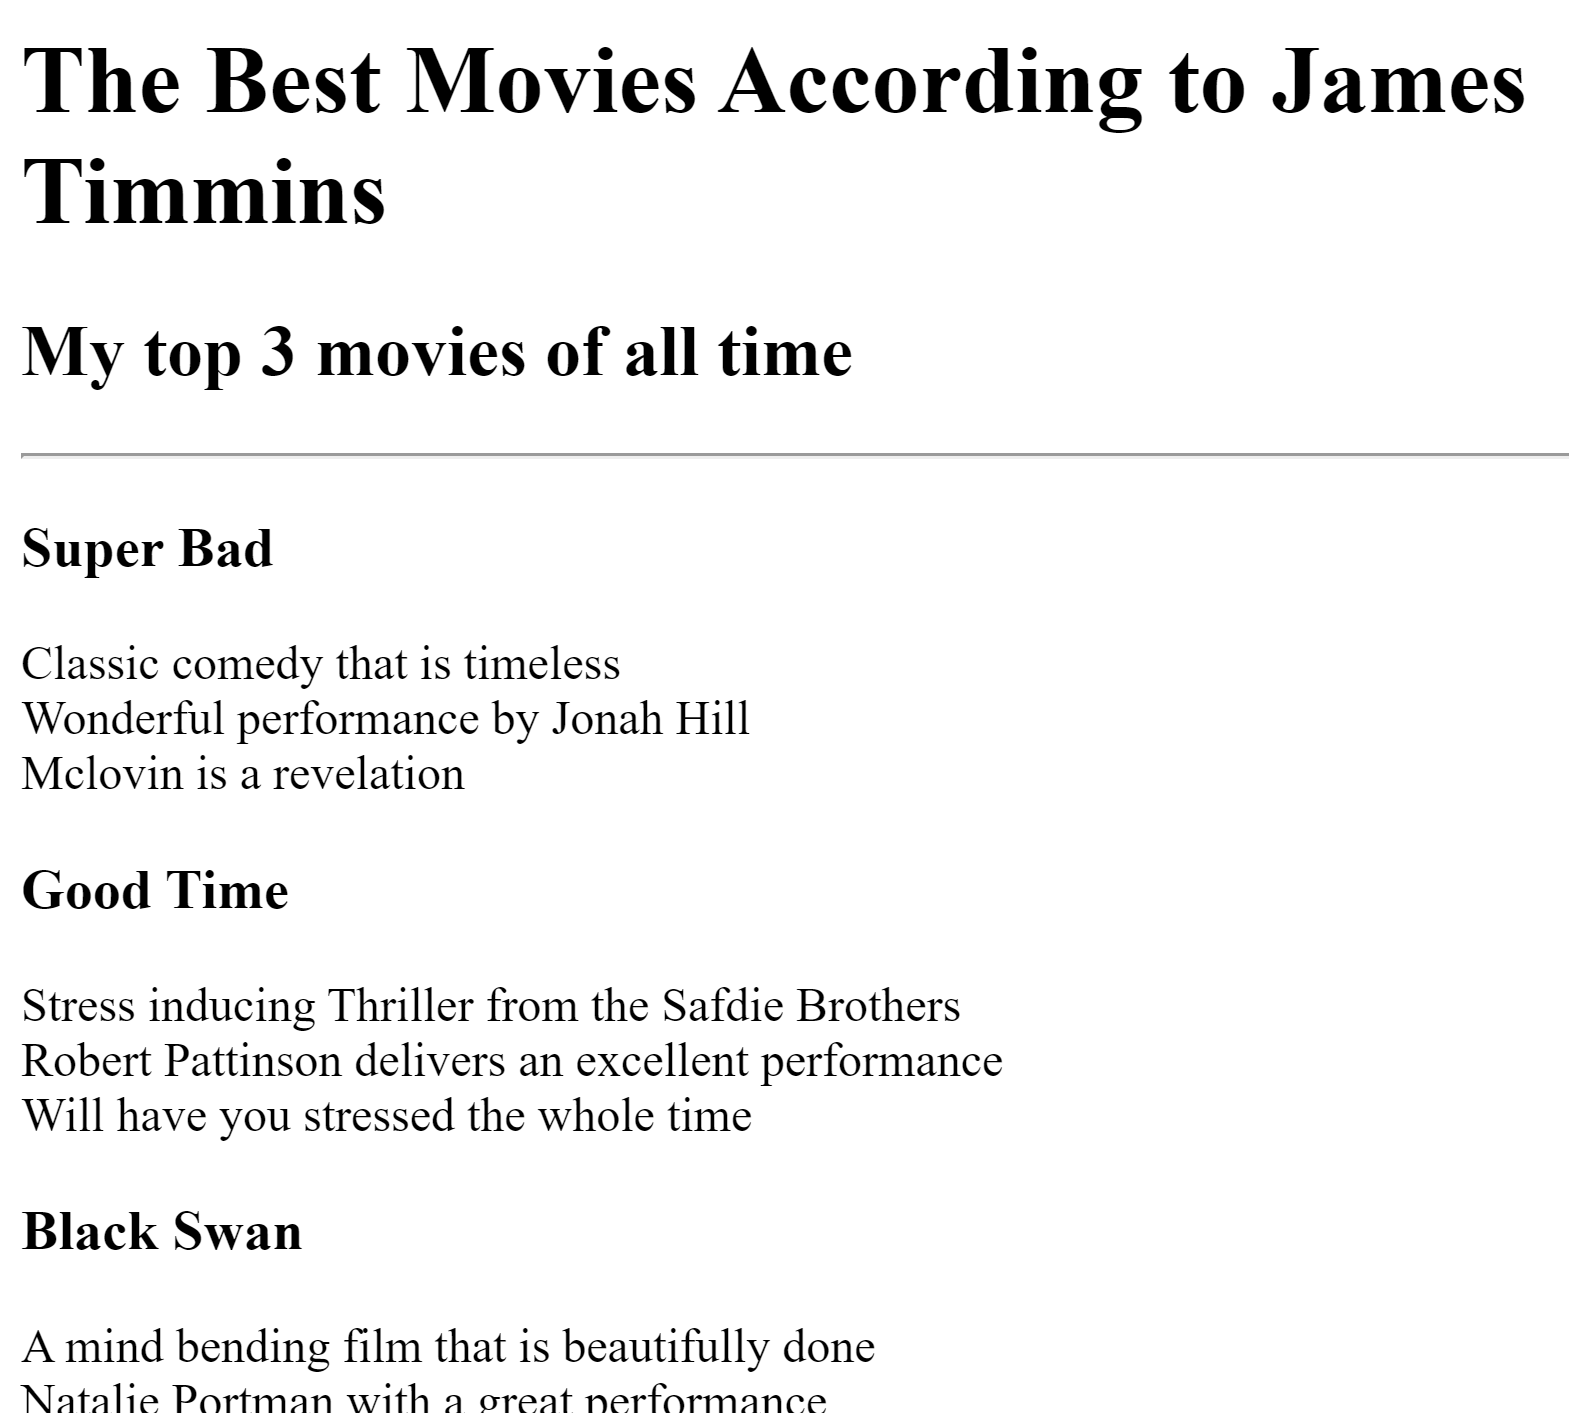 The Best Movies According to James
Timmins
My top 3 movies of all time
Super Bad
Classic comedy that is timeless
Wonderful performance by Jonah Hill
Mclovin is a revelation
Good Time
Stress inducing Thriller from the Safdie Brothers
Robert Pattinson delivers an excellent performance
Will have you stressed the whole time
Black Swan
A mind bending film that is beautifully done
Natalie Portman with a great performance